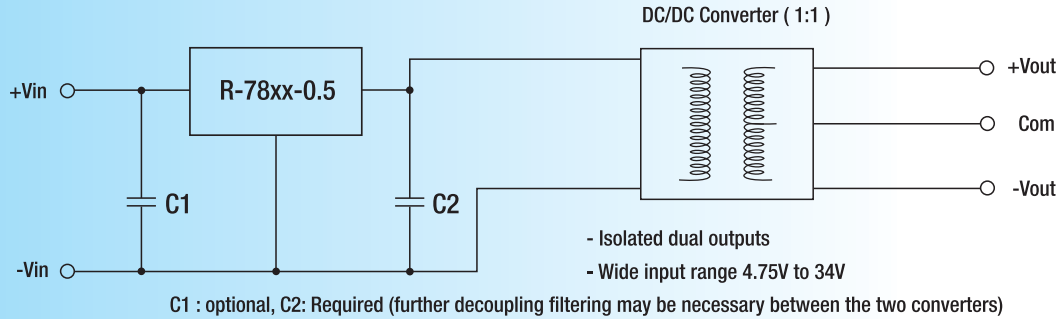 DC/DC Converter ( 1:1 )
+Vin
R-78xx-0.5
+Vout
Com
C1
C2
-Vout
- Isolated dual outputs
-Vin
- Wide input range 4.75V to 34V
C1 : optional, C2: Required (further decoupling filtering may be necessary between the two converters)